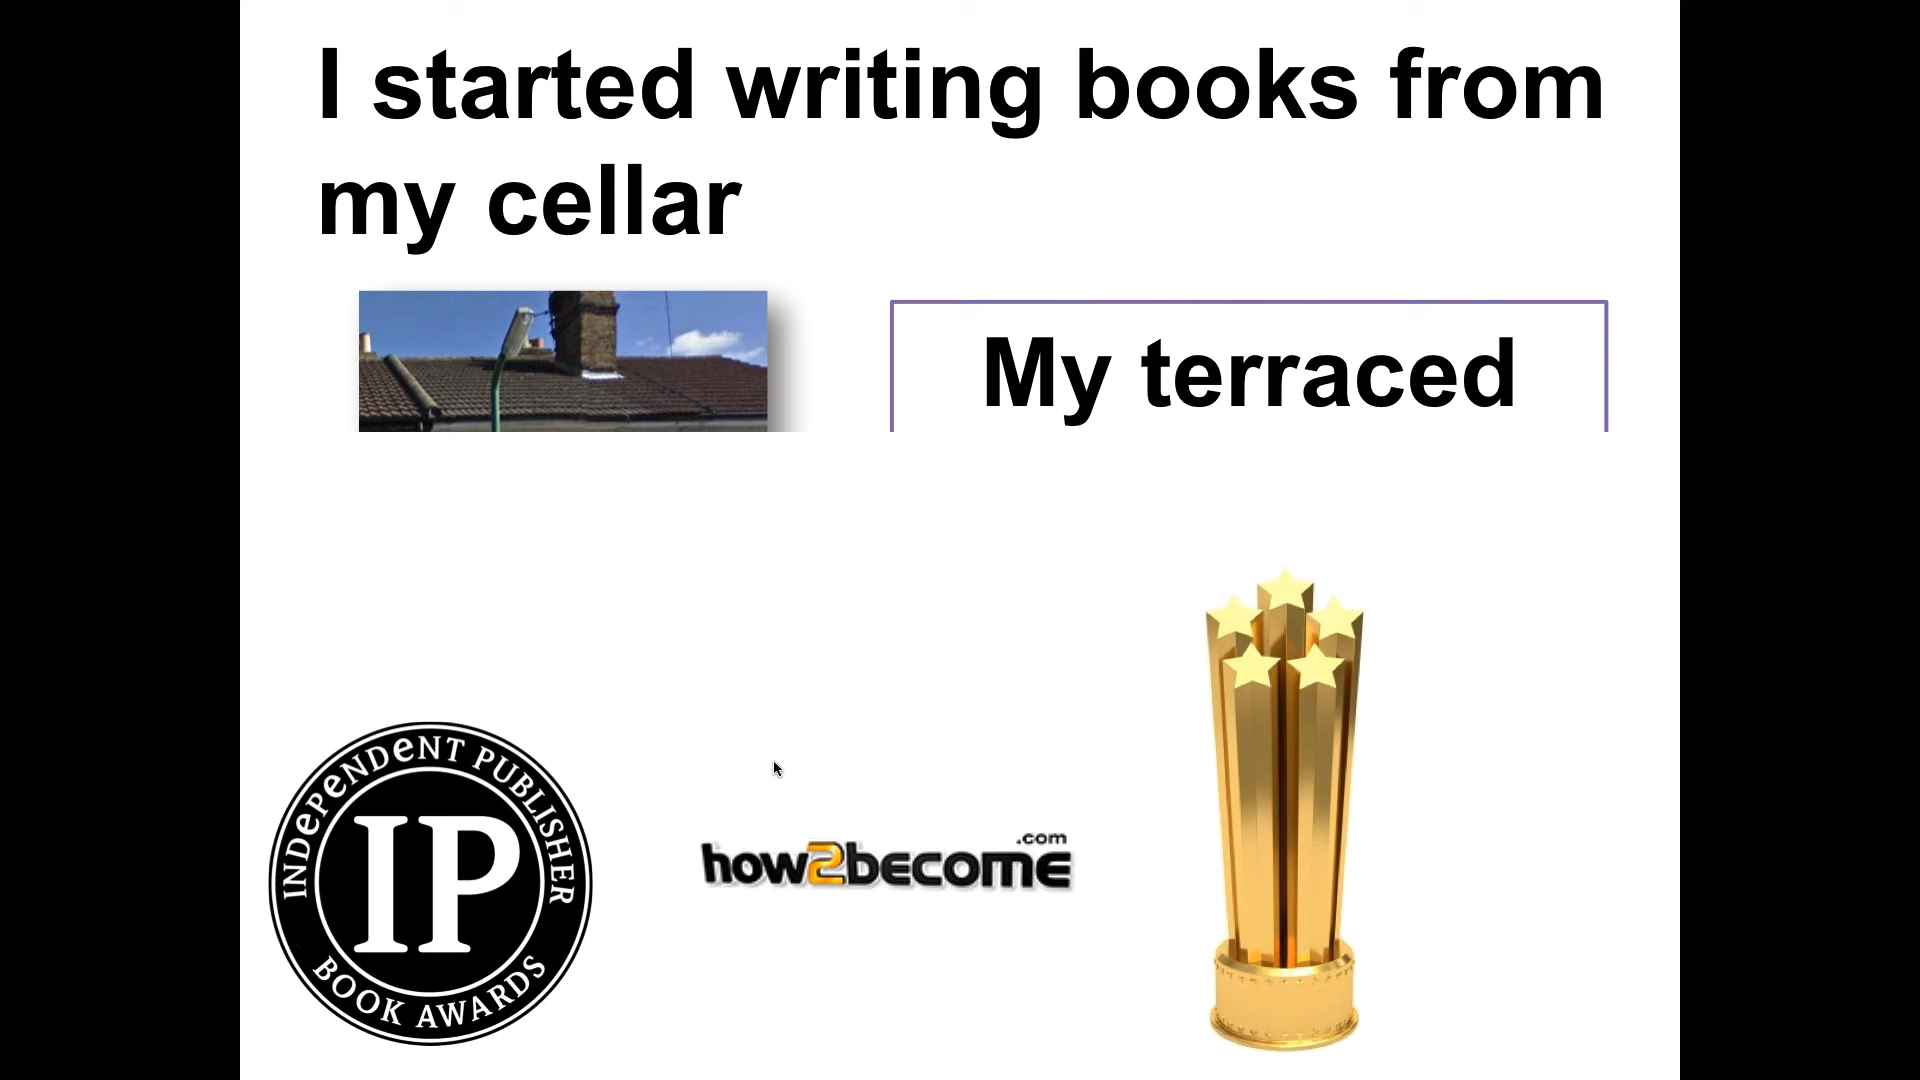 I started writing books from
my cellar
My terraced
INDEPENDENT PUBLISHER
IP
BOOK AWARDS
how2become
.com